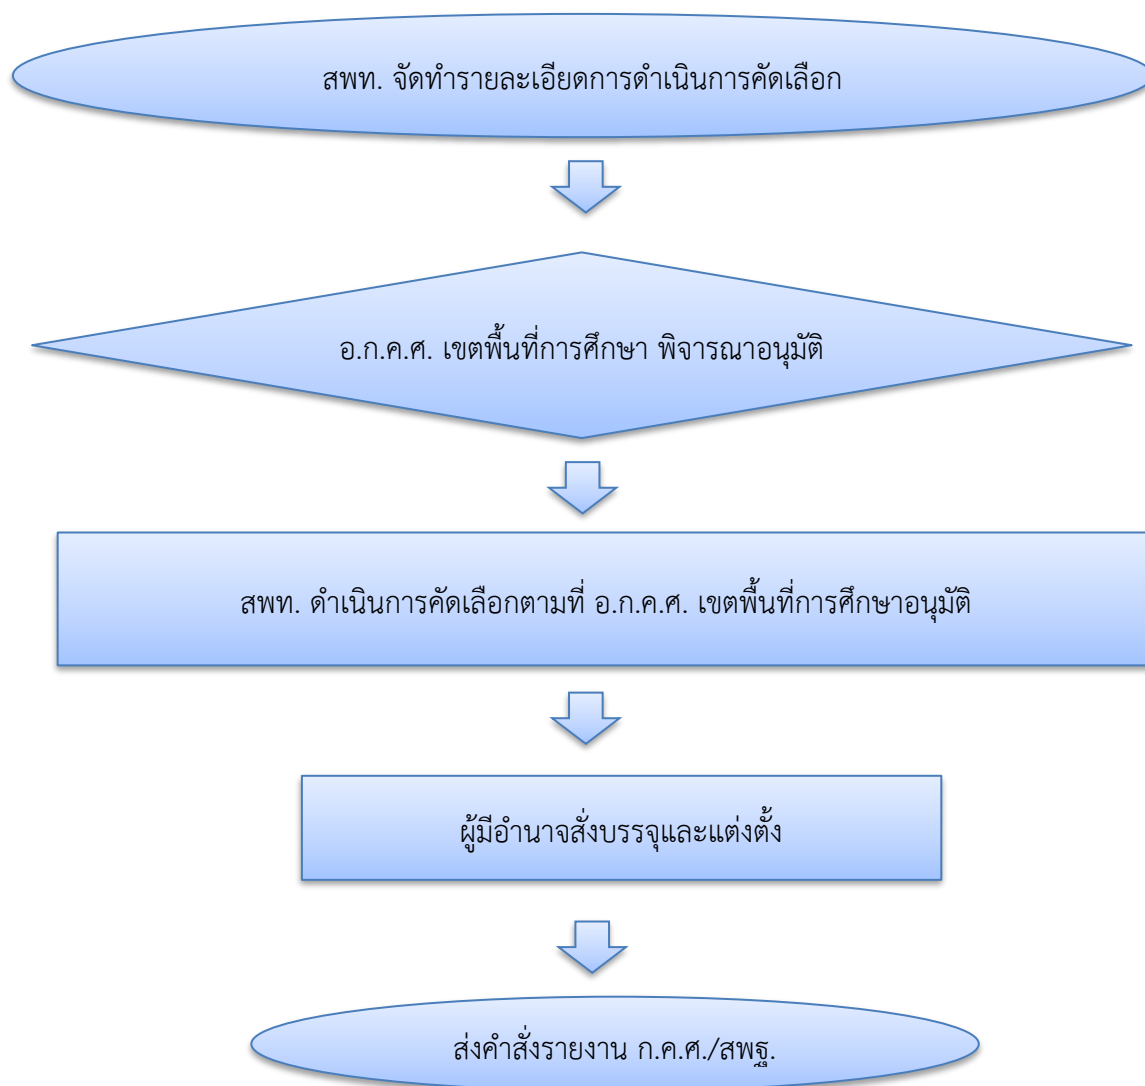 สพท. จัดทำรายละเอียดการดำเนินการคัดเลือก
อ.ก.ค.ศ. เขตพื้นที่การศึกษา พิจารณาอนุมัติ
สพท. ดำเนินการคัดเลือกตามที่ อ.ก.ค.ศ. เขตพื้นที่การศึกษาอนุมัติ
ผู้มีอำนาจสั่งบรรจุและแต่งตั้ง
ส่งคำสั่งรายงาน ก.ค.ศ./สพฐ.